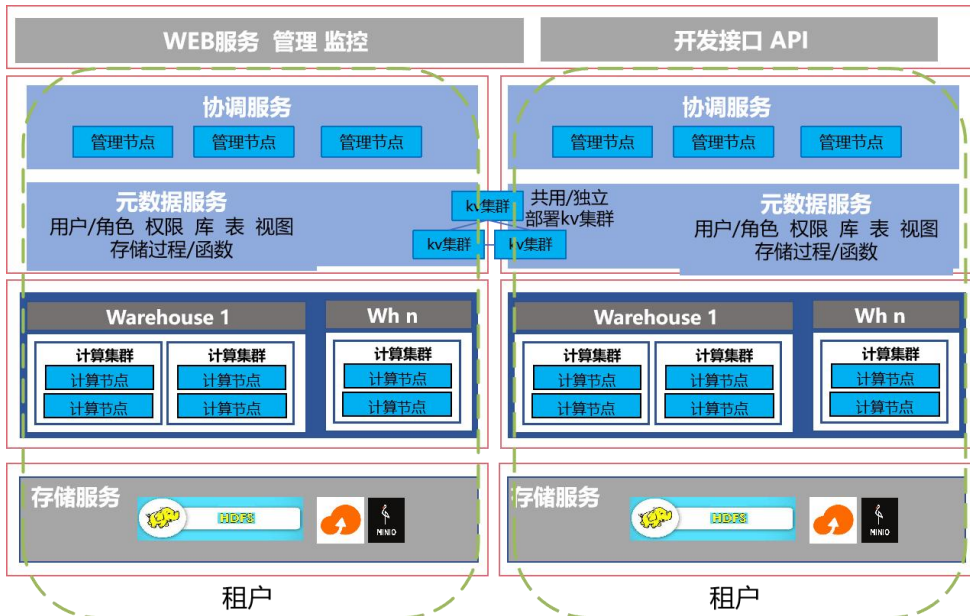 WEB服务 管理 监控
开发接口 API
协调服务
管理节点 管理节点 管理节点
元数据服务
用户/角色 权限 库 表 视图
存储过程/函数
kv集群
kv集群 kv集群
共用/独立
部署kv集群
协调服务
管理节点 管理节点 管理节点
元数据服务
用户/角色 权限 库 表 视图
存储过程/函数
Warehouse 1
计算集群 计算集群
计算节点 计算节点
计算节点 计算节点
Wh n
计算集群
计算节点
计算节点
Warehouse 1
计算集群 计算集群
计算节点 计算节点
计算节点 计算节点
Wh n
计算集群
计算节点
计算节点
存储服务
HDFS
MINIO
存储服务
HDFS
MINIO
租户
租户